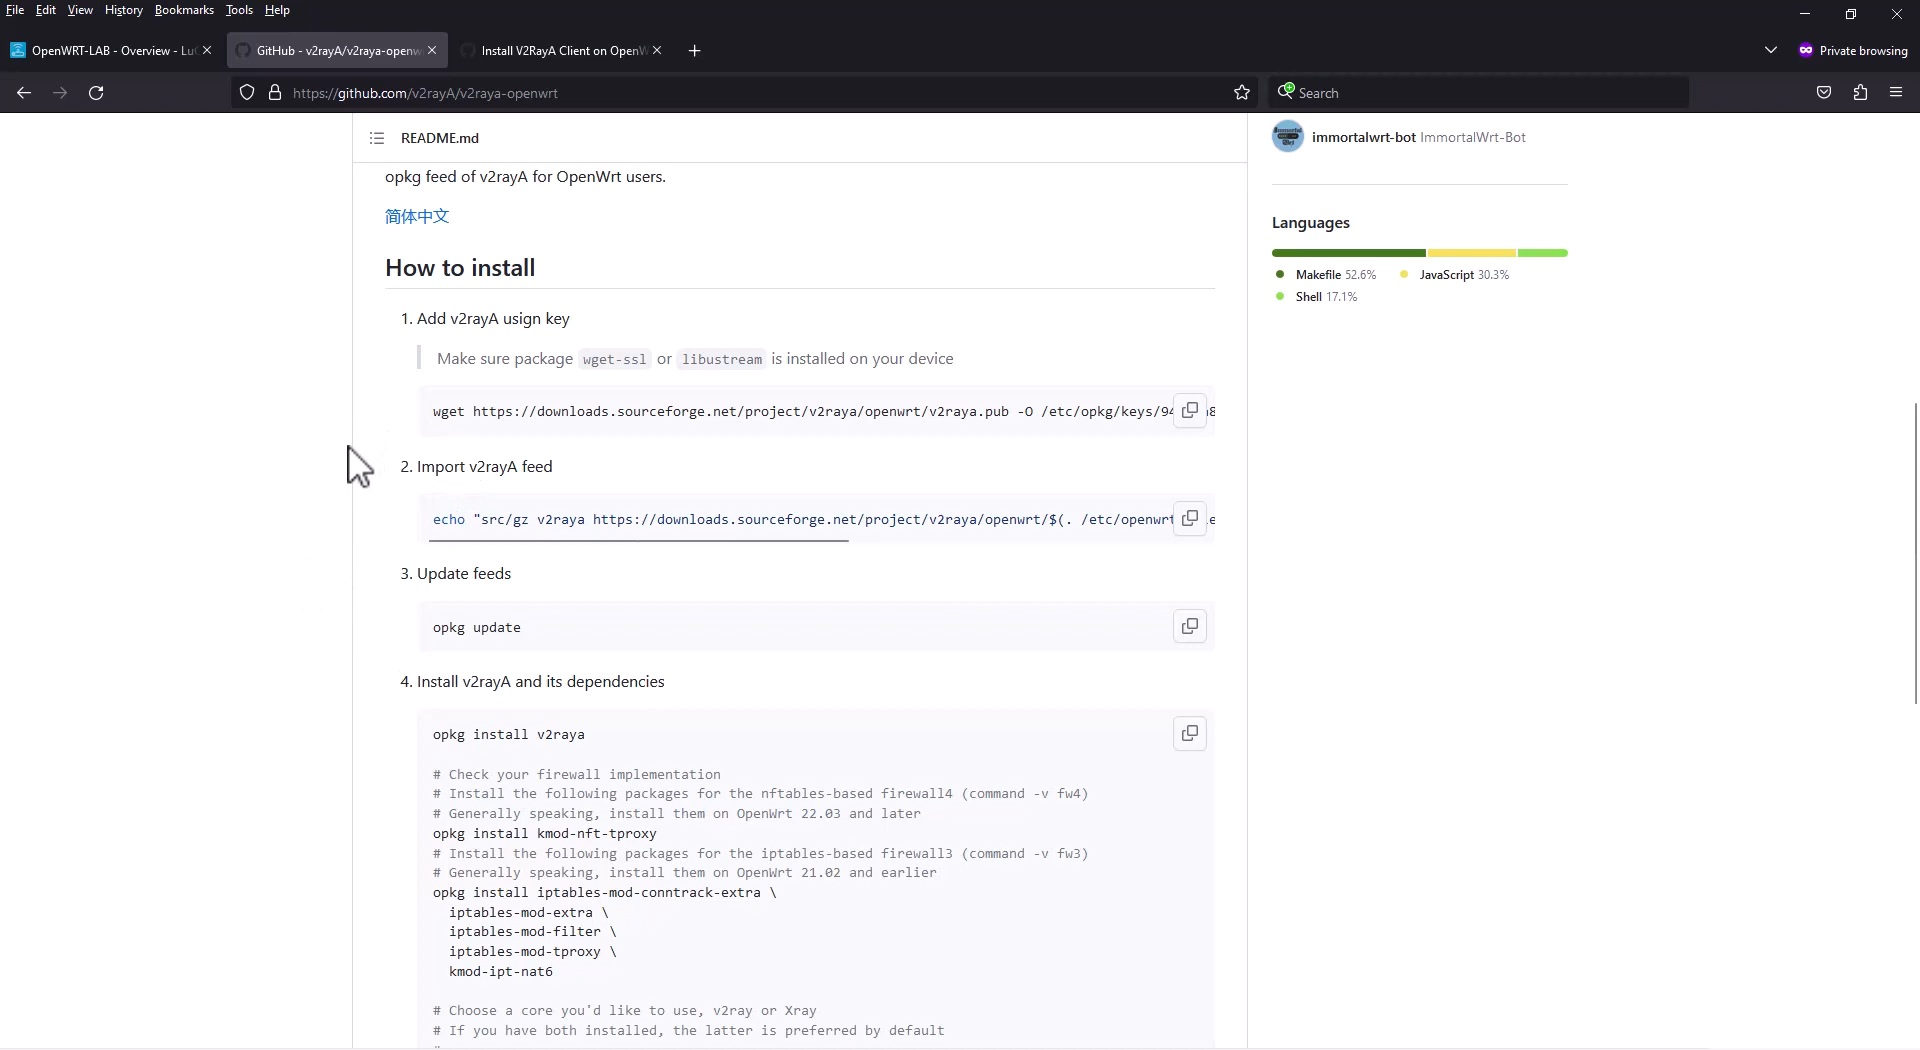 File Edit View History Bookmarks Tools Help
OpenWRT-LAB - Overview - Lu
GitHub - v2rayA/v2raya-openw
Install V2RayA Client on OpenW
Private browsing
https://github.com/v2rayA/v2raya-openwrt
Search
README.md
immortalwrt-bot ImmortalWrt-Bot
opkg feed of v2rayA for OpenWrt users.
简体中文
Languages
Makefile 52.6% JavaScript 30.3%
Shell 17.1%
How to install
1. Add v2rayA usign key
Make sure package wget-ssl or libustream is installed on your device
wget https://downloads.sourceforge.net/project/v2raya/openwrt/v2raya.pub -O /etc/opkg/keys/94
2. Import v2rayA feed
echo "src/gz v2raya https://downloads.sourceforge.net/project/v2raya/openwrt/$(. /etc/openwrt
3. Update feeds
opkg update
4. Install v2rayA and its dependencies
opkg install v2raya
# Check your firewall implementation
# Install the following packages for the nftables-based firewall4 (command -v fw4)
# Generally speaking, install them on OpenWrt 22.03 and later
opkg install kmod-nft-tproxy
# Install the following packages for the iptables-based firewall3 (command -v fw3)
# Generally speaking, install them on OpenWrt 21.02 and earlier
opkg install iptables-mod-conntrack-extra \
iptables-mod-extra \
iptables-mod-filter \
iptables-mod-tproxy \
kmod-ipt-nat6
# Choose a core you'd like to use, v2ray or Xray
# If you have both installed, the latter is preferred by default